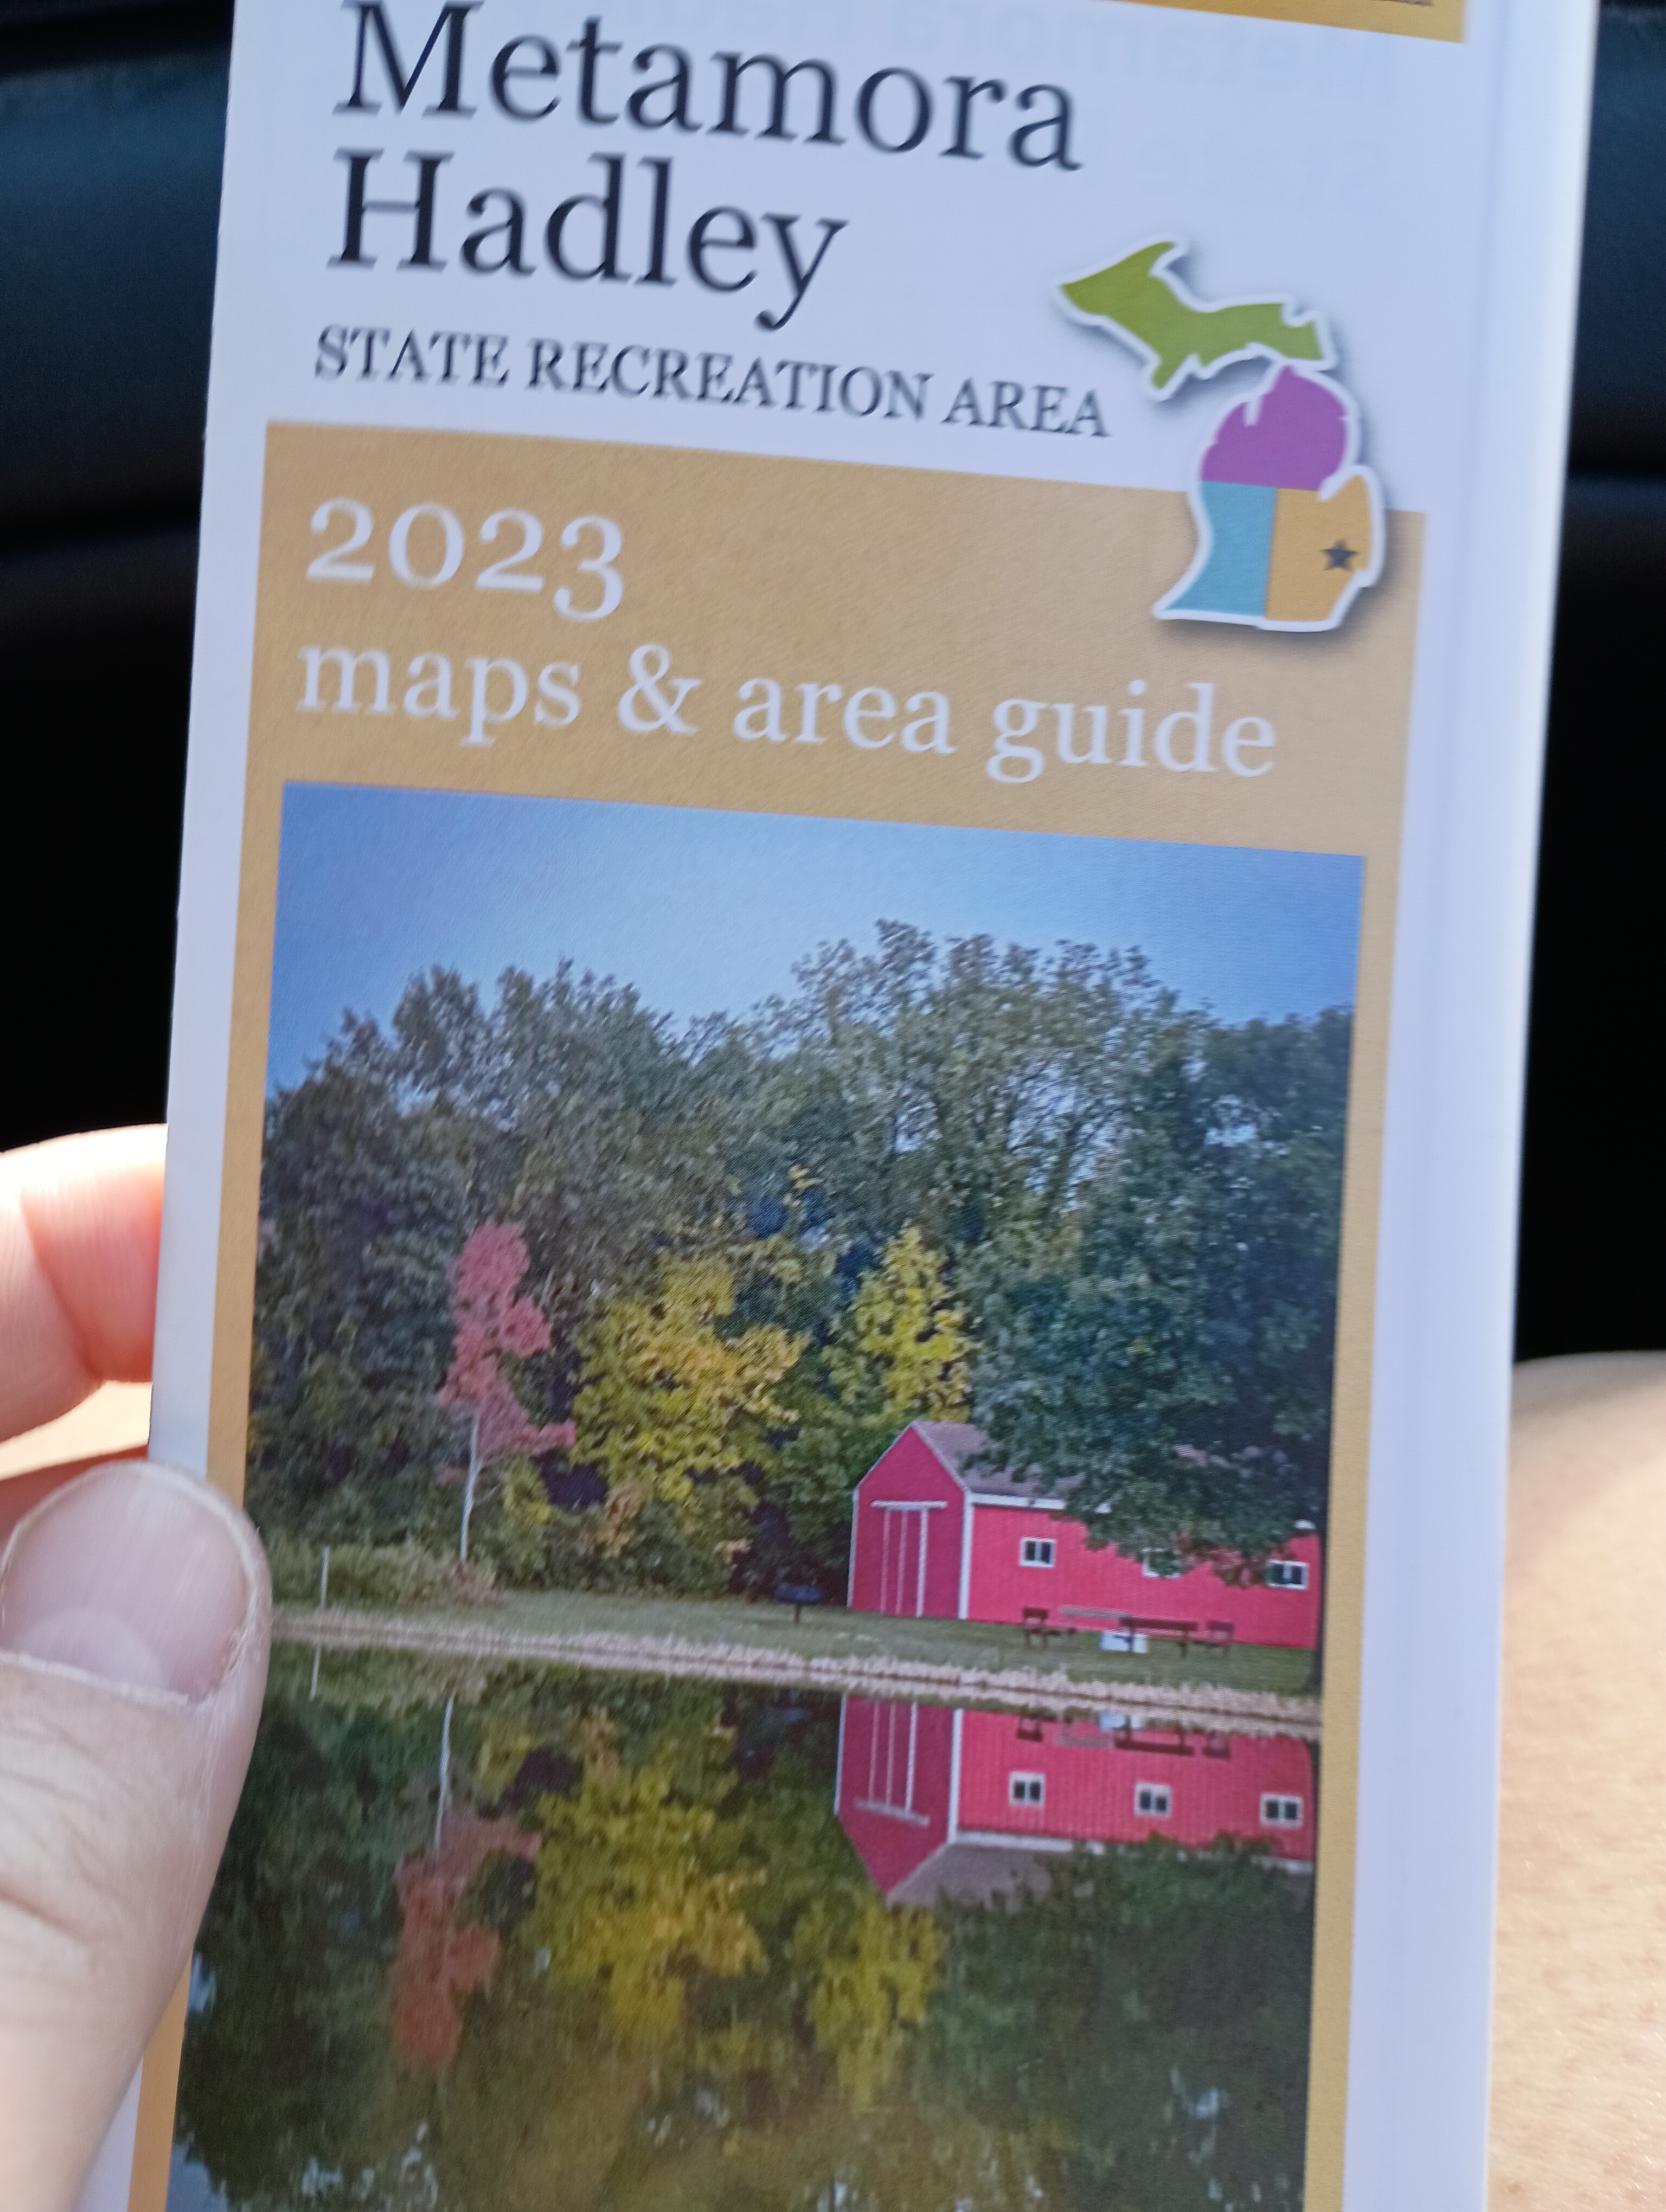 Metamora
Hadley
STATE RECREATION AREA
2023
maps & area guide